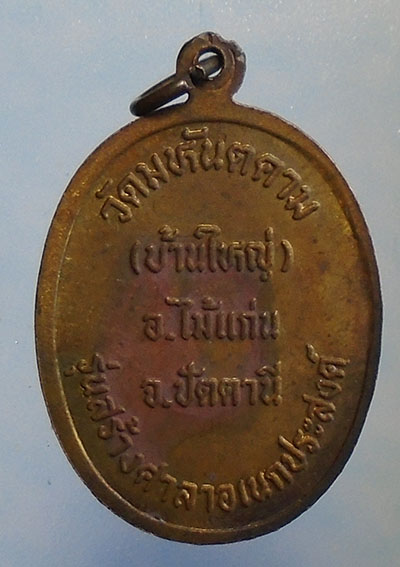 วัดมหันตคาม
(บ้านใหญ่)
อ.ไม้แก่น
จ.ปัตตานี
รุ่นสร้างศาลาอเนกประสงค์